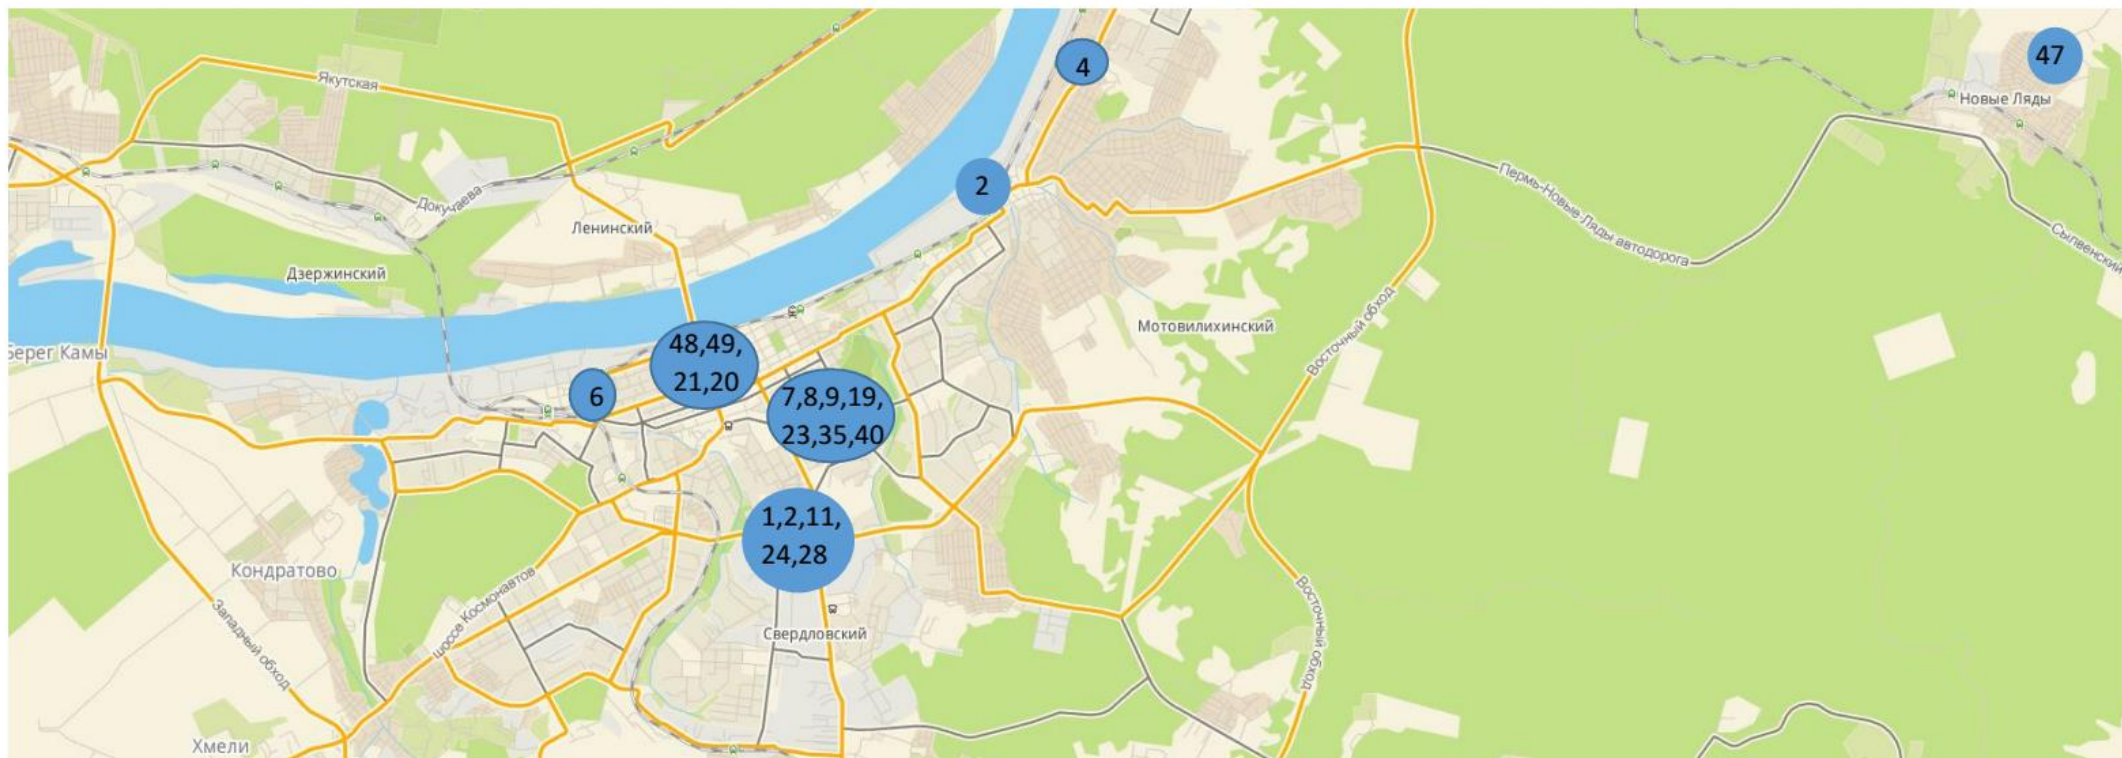 4
47
Якутская
Новые Ляды
2
Пермь-Новые-Ляды автодорога
Докучаева
Ленинский
Сылвенский
Дзержинский
Мотовилихинский
Восточный обход
берег Камы
48,49,
21,20
6
7,8,9,19,
23,35,40
1,2,11,
24,28
Кондратово
шоссе Космонавтов
Западный обход
Восточный обход
Свердловский
Хмели